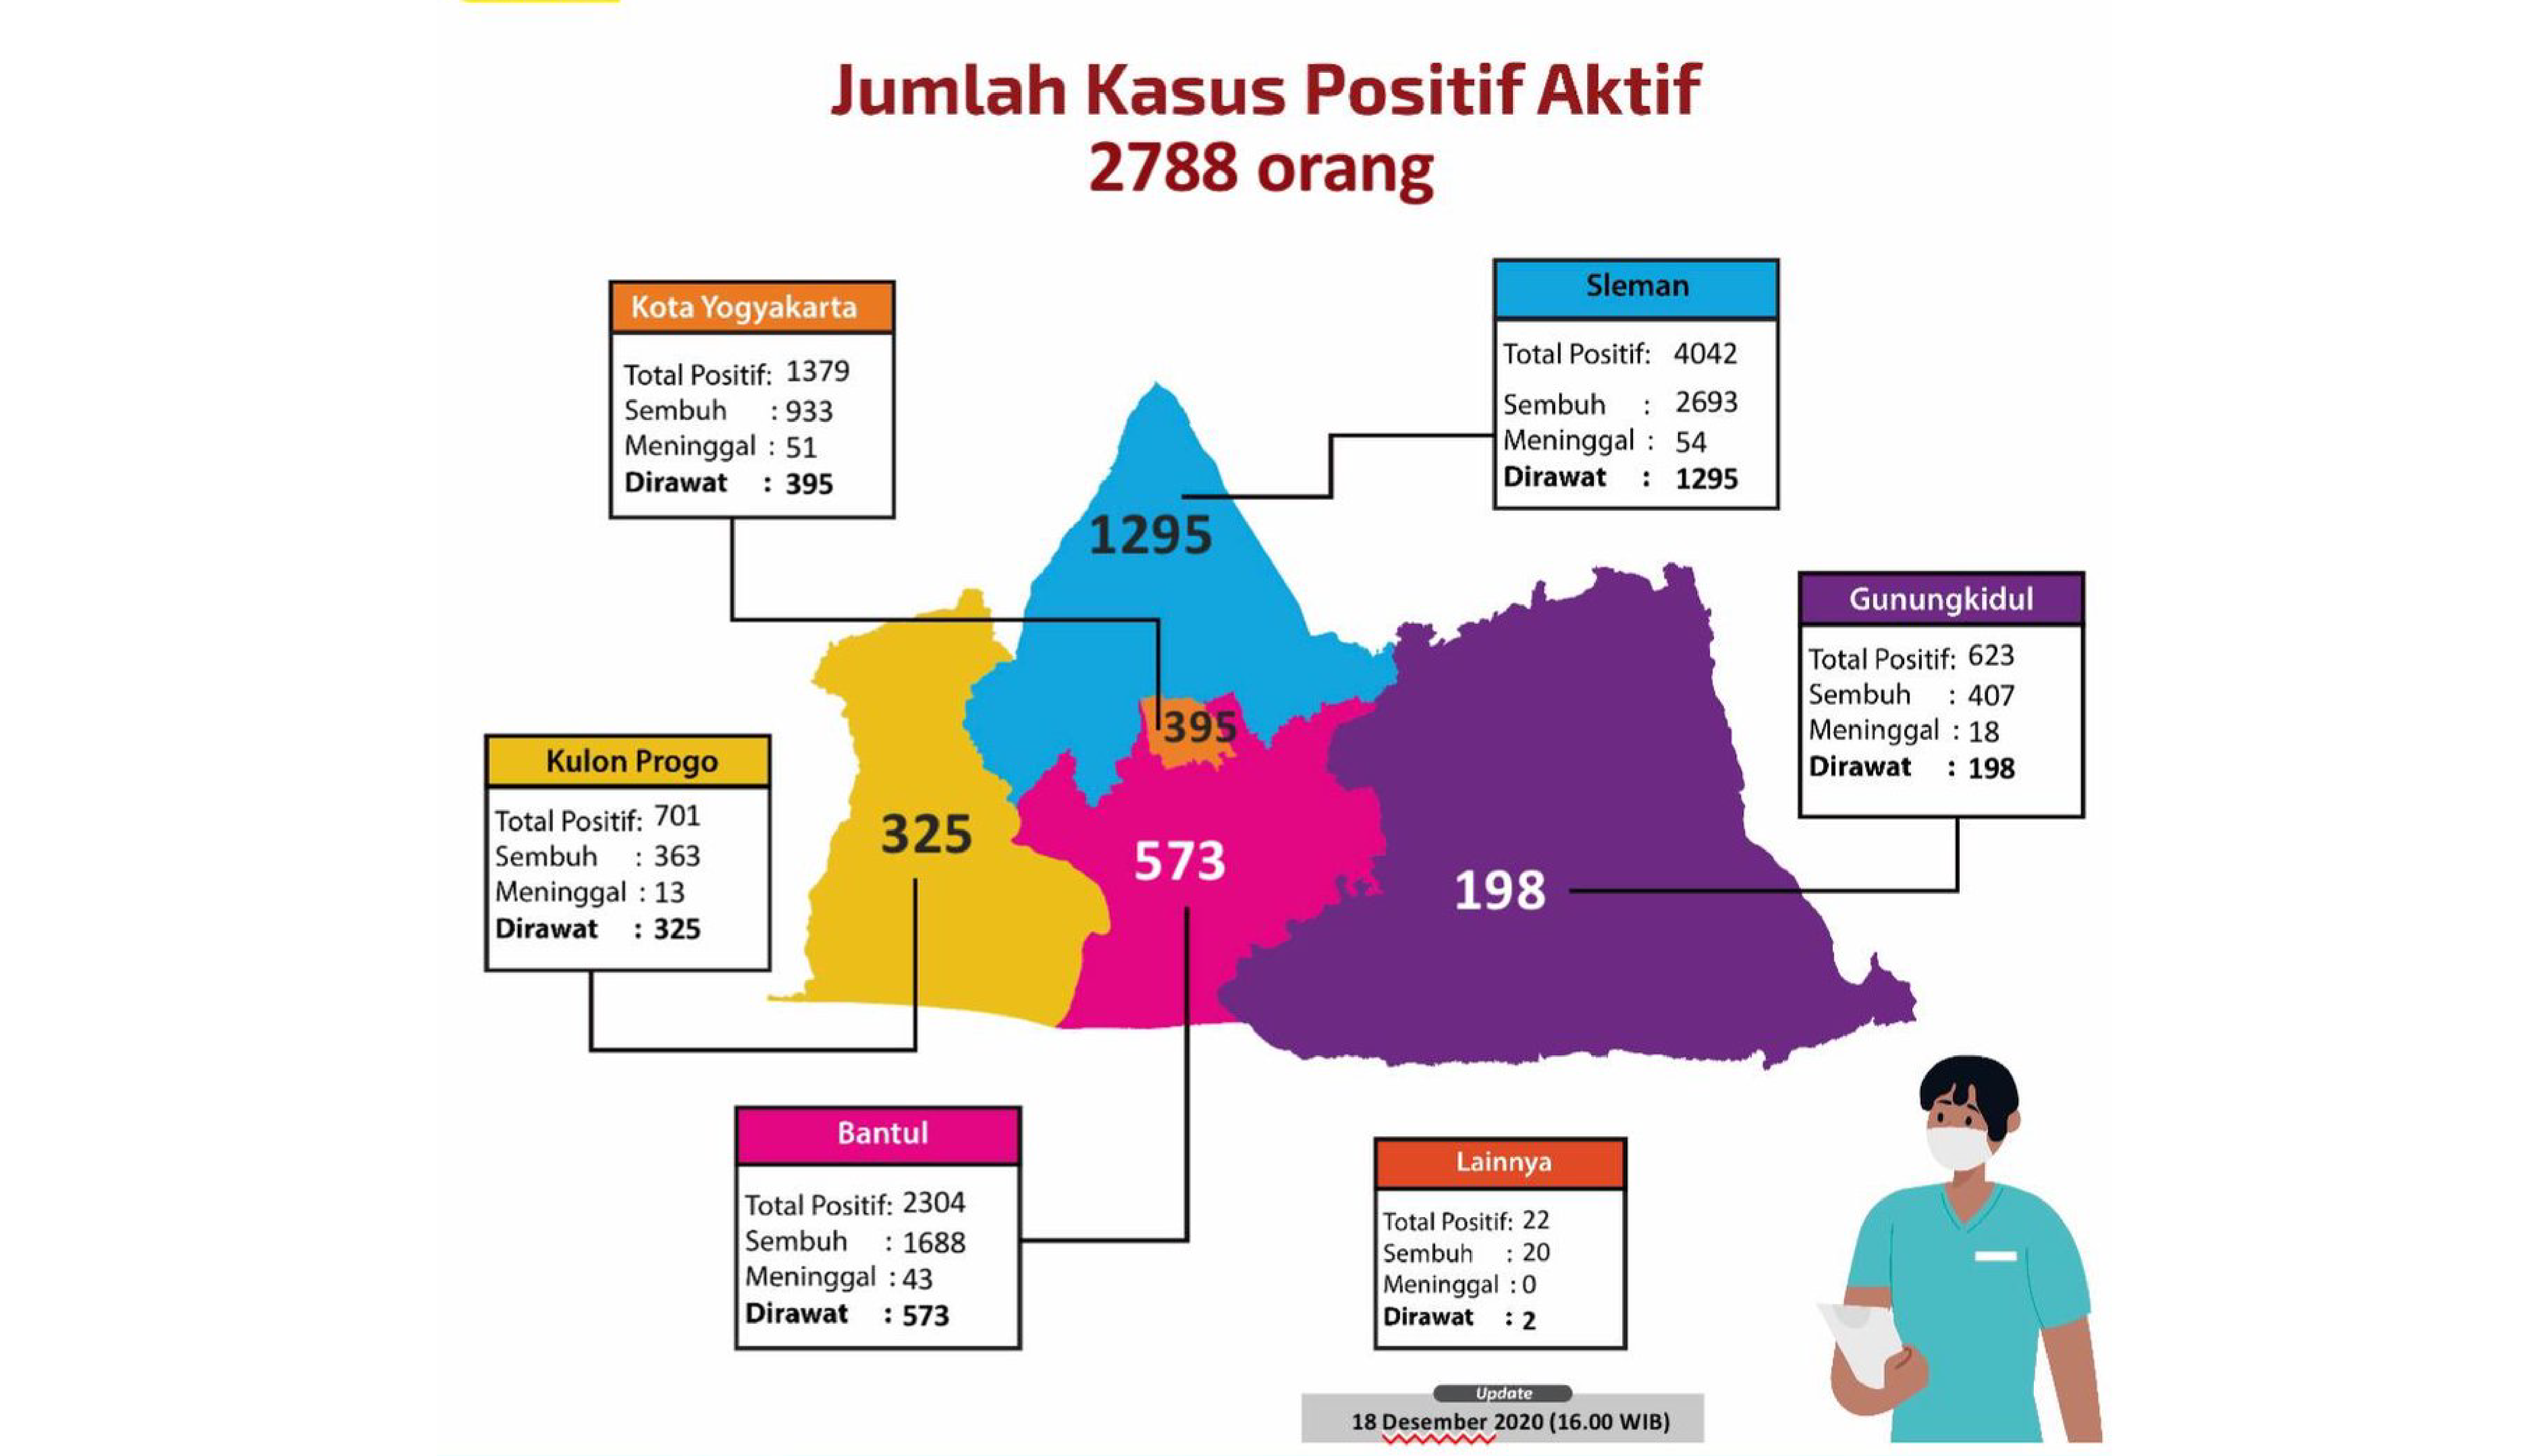 Jumlah Kasus Positif Aktif
2788 orang
Kota Yogyakarta
Total Positif: 1379
Sembuh : 933
Meninggal : 51
Dirawat : 395
Sleman
Total Positif: 4042
Sembuh : 2693
Meninggal : 54
Dirawat : 1295
1295
Gunungkidul
Total Positif: 623
Sembuh : 407
Meninggal : 18
Dirawat : 198
395
Kulon Progo
Total Positif: 701
Sembuh : 363
Meninggal : 13
Dirawat : 325
325
573
198
Bantul
Total Positif: 2304
Sembuh : 1688
Meninggal : 43
Dirawat : 573
Lainnya
Total Positif: 22
Sembuh : 20
Meninggal : 0
Dirawat : 2
Update
18 Desember 2020 (16.00 WIB)